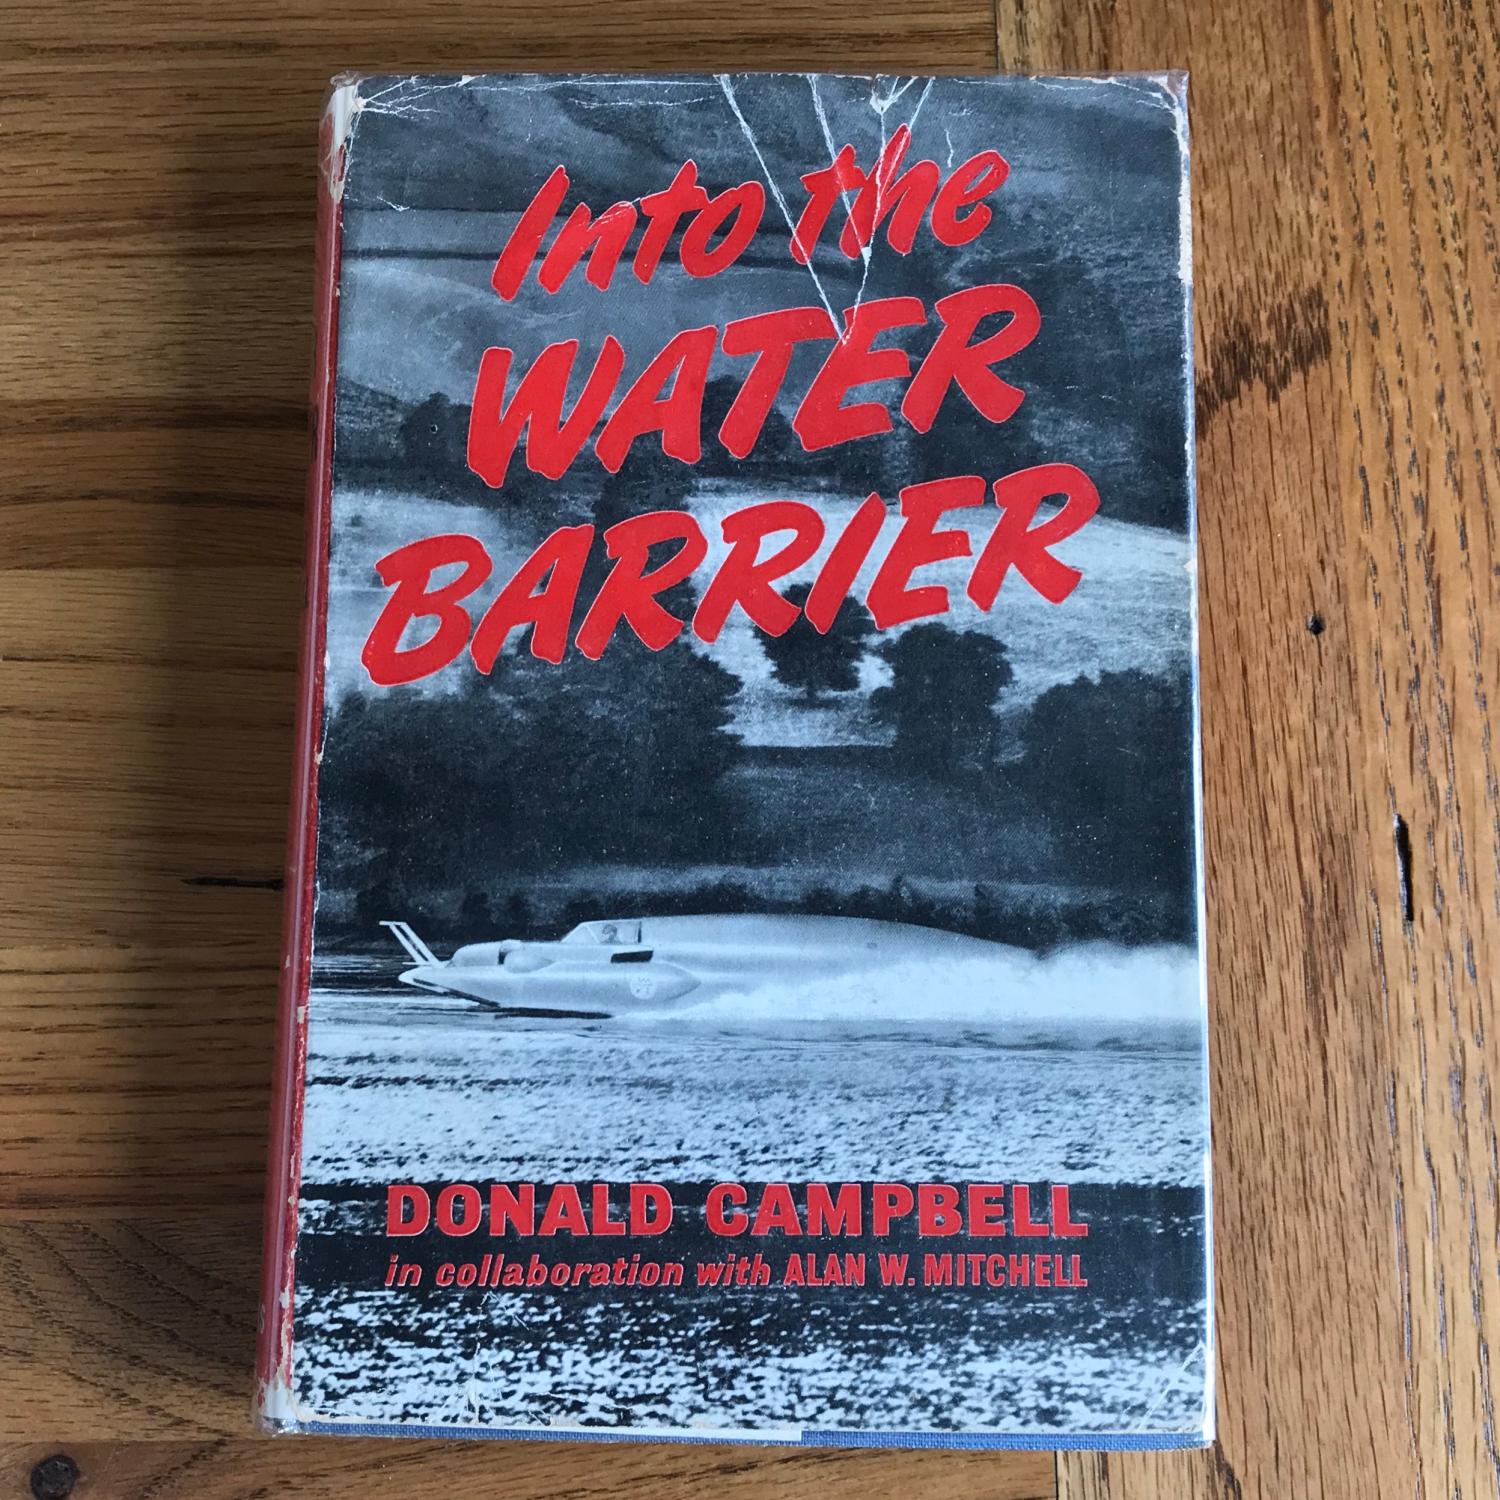 Into the
WATER
BARRIER
DONALD CAMPBELL
in collaboration with ALAN W. MITCHELL